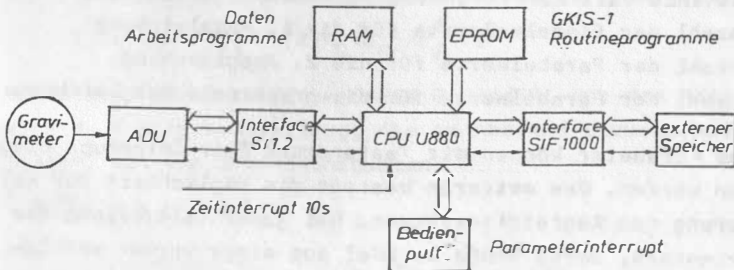 Daten
Arbeitsprogramme
RAM
EPROM
GKIS-1
Routineprogramme
Gravi-
meter
ADU
Interface
Si 1.2
CPU U880
Interface
SIF 1000
externer
Speicher
Zeitinterrupt 10s
Bedien-
pult
Parameterinterrupt